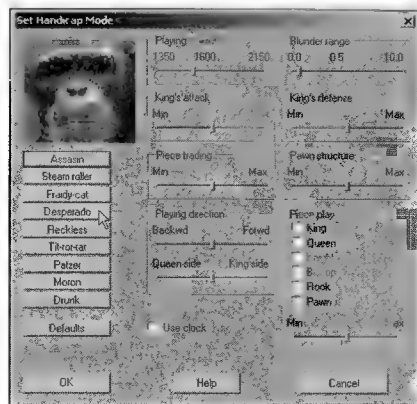 Set Handicap Mode
Playing
1350 1600 2150
Blunder range
0.0 0.5 10.0
King's attack
Min
King's defence
Min Max
Assasin
Steam roller
Fraidy-cat
Desperado
Reckless
Tit-for-tat
Patzer
Moron
Drunk
Defaults
Piece trading
Min Max
Pawn structure
Min Max
Playing direction
Backwd Forwd
Queen side King side
Use clock
Piece play
King
Queen
Rook
Pawn
Min
OK
Help
Cancel